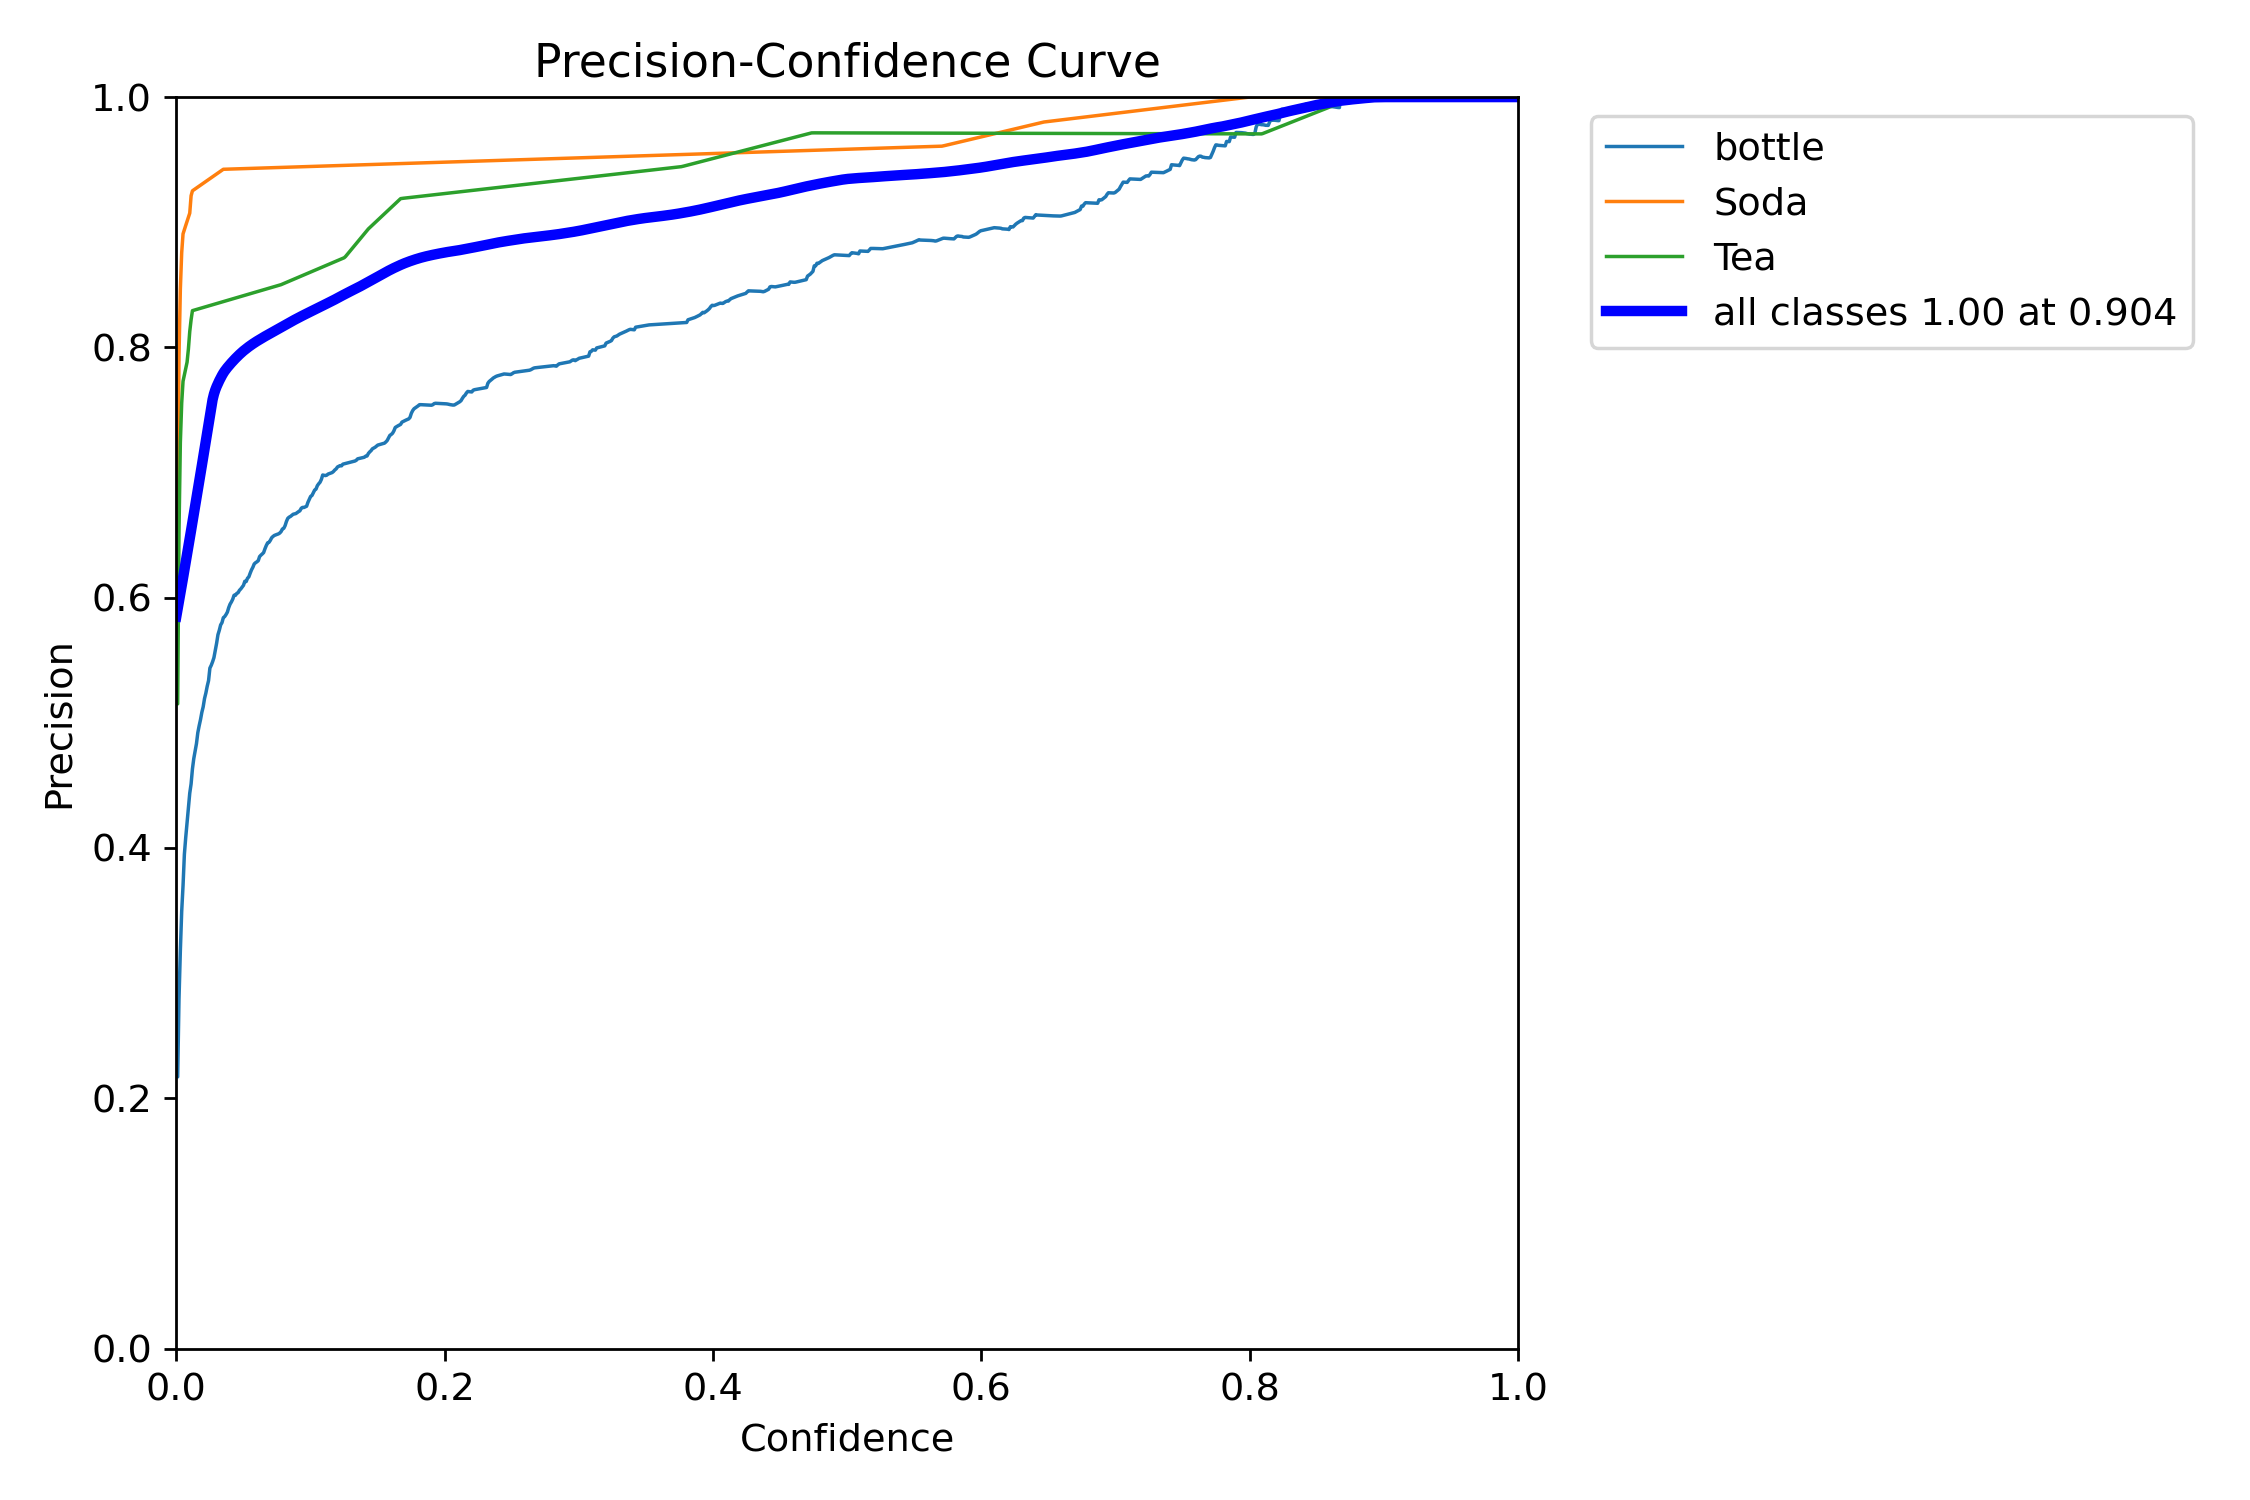 Precision-Confidence Curve
1.0
0.8
0.6
0.4
0.2
0.0
Precision
0.0 0.2 0.4 0.6 0.8 1.0
Confidence
bottle
Soda
Tea
all classes 1.00 at 0.904